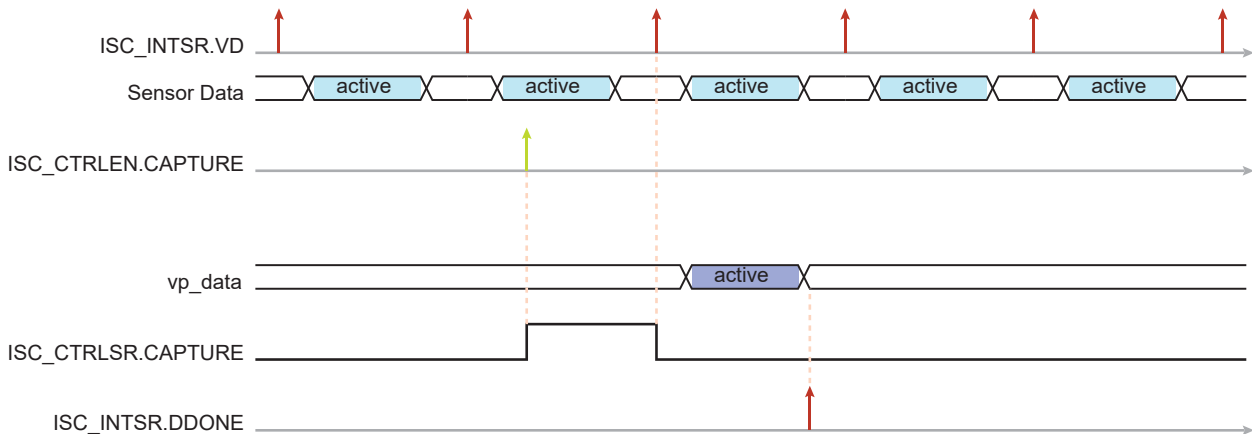 ISC_INTSR.VD
Sensor Data
active active active active active
ISC_CTRLEN.CAPTURE
vp_data
active
ISC_CTRLSR.CAPTURE
ISC_INTSR.DDONE